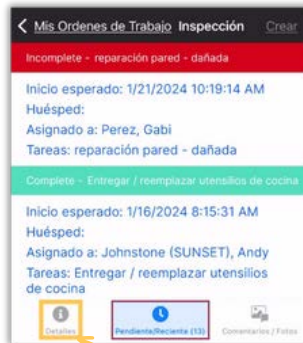 Mis Ordenes de Trabajo Inspección Crear
Incomplete - reparación pared - dañada
Inicio esperado: 1/21/2024 10:19:14 AM
Huésped:
Asignado a: Perez, Gabi
Tareas: reparación pared - dañada
Complete - Entregar / reemplazar utensilios de cocina
Inicio esperado: 1/16/2024 8:15:31 AM
Huésped:
Asignado a: Johnstone (SUNSET), Andy
Tareas: Entregar / reemplazar utensilios
de cocina
Detalles Pendiente/Reciente (13) Comentarios / Fotos